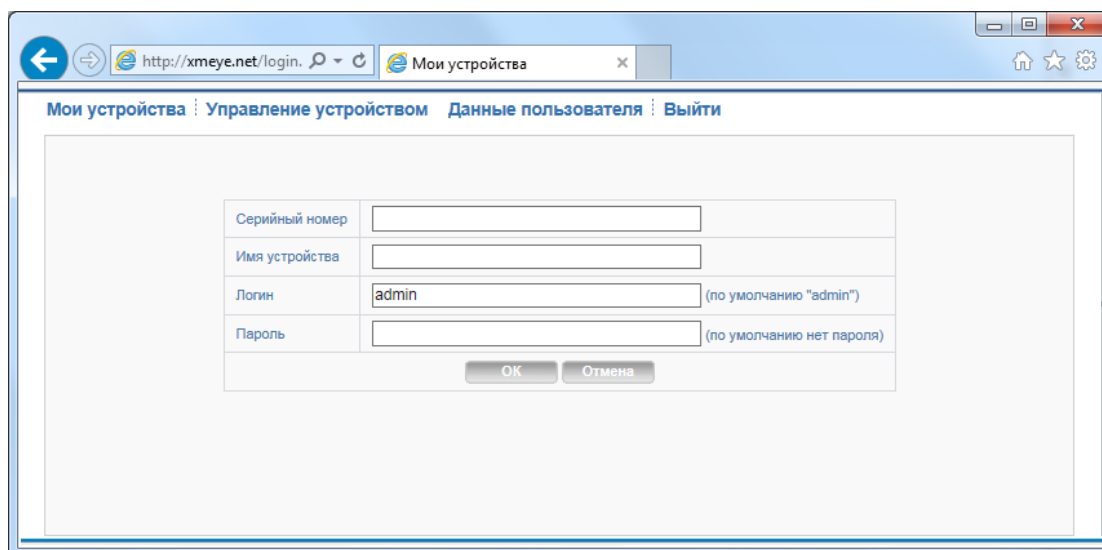 http://xmeye.net/login. Мои устройства
Мои устройства Управление устройством Данные пользователя Выйти
Серийный номер
Имя устройства
Логин admin (по умолчанию "admin")
Пароль (по умолчанию нет пароля)
OK Отмена